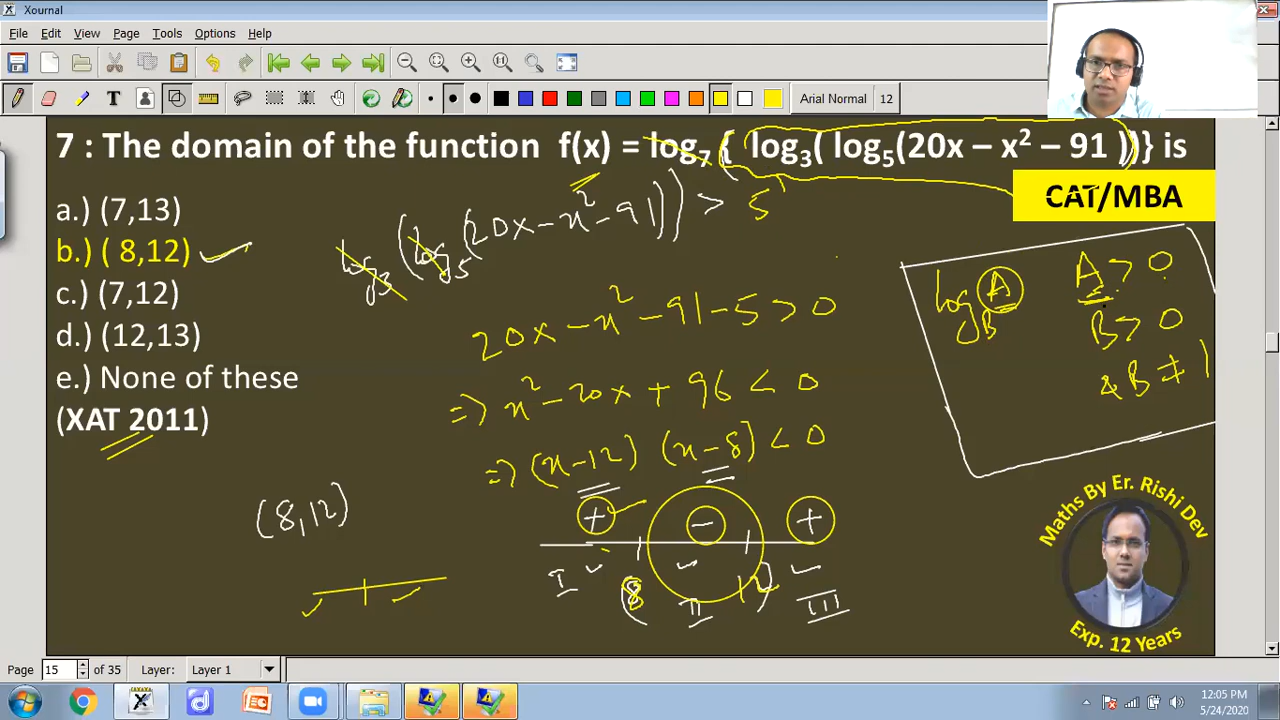 Xournal
File Edit View Page Tools Options Help
Arial Normal 12
7 : The domain of the function f(x) = log₇ { log₃( log₅(20x – x² – 91 ))} is
CAT/MBA
a.) (7,13)
b.) ( 8,12)
c.) (7,12)
d.) (12,13)
e.) None of these
(XAT 2011)
log₃ (log₅ (20x – x² – 91)) > 5¹
20x – x² – 91 – 5 > 0
=> x² – 20x + 96 < 0
=> (x – 12) (x – 8) < 0
+ – +
8 12
I II III
(8,12)
log_B A A > 0
B > 0
& B ≠ 1
Maths By Er. Rishi Dev
Exp. 12 Years
Page 15 of 35 Layer: Layer 1
12:05 PM
5/24/2020